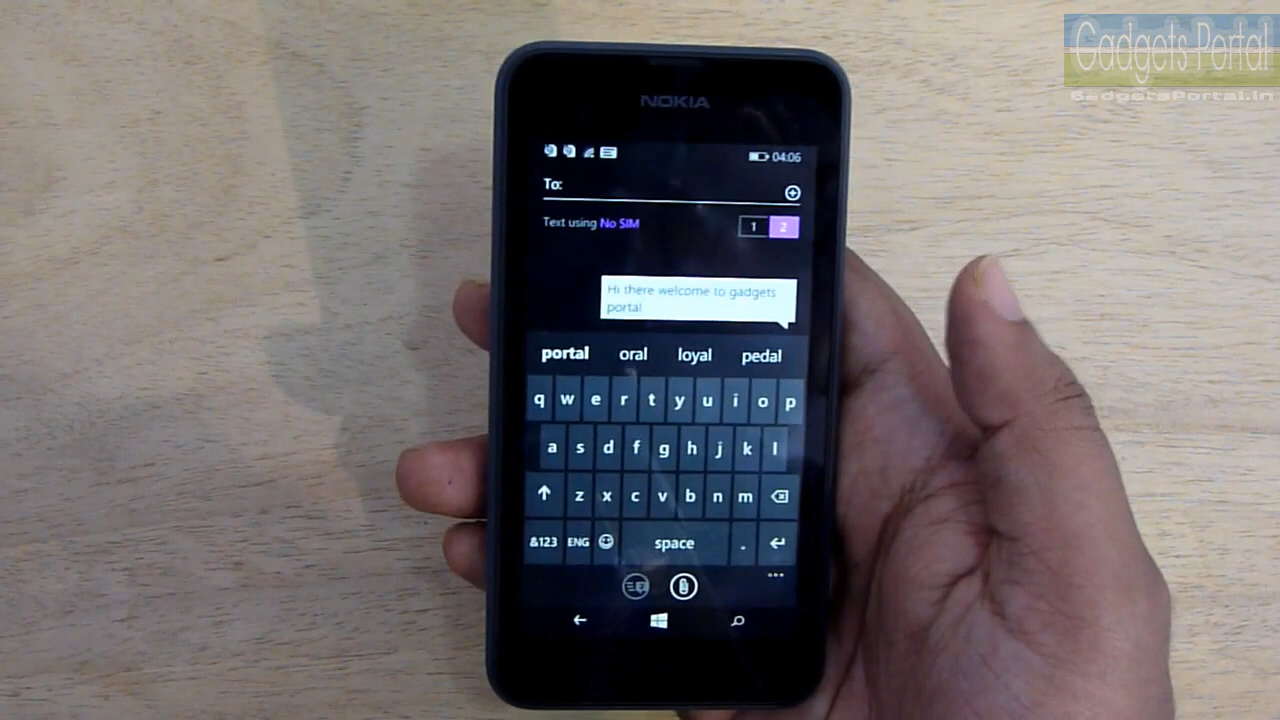 Gadgets Portal
GadgetsPortal.in
NOKIA
04:06
To:
Text using No SIM
1 2
Hi there welcome to gadgets
portal
portal oral loyal pedal
q w e r t y u i o p
a s d f g h j k l
z x c v b n m
&123 ENG space .